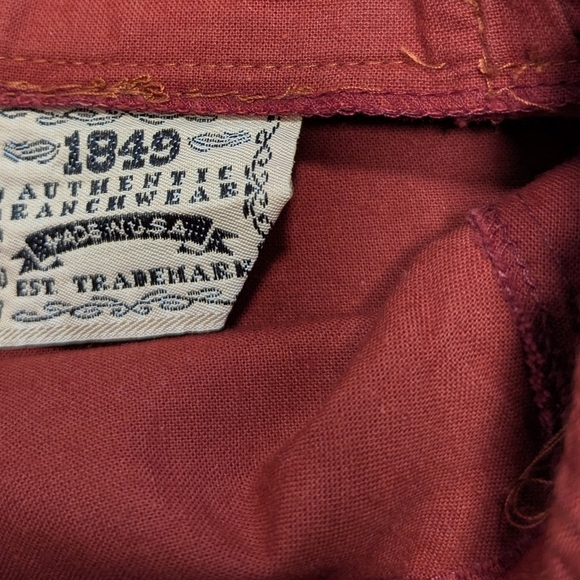 1849
AUTHENTIC
RANCHWEAR
MADE IN U.S.A.
EST. TRADEMARK